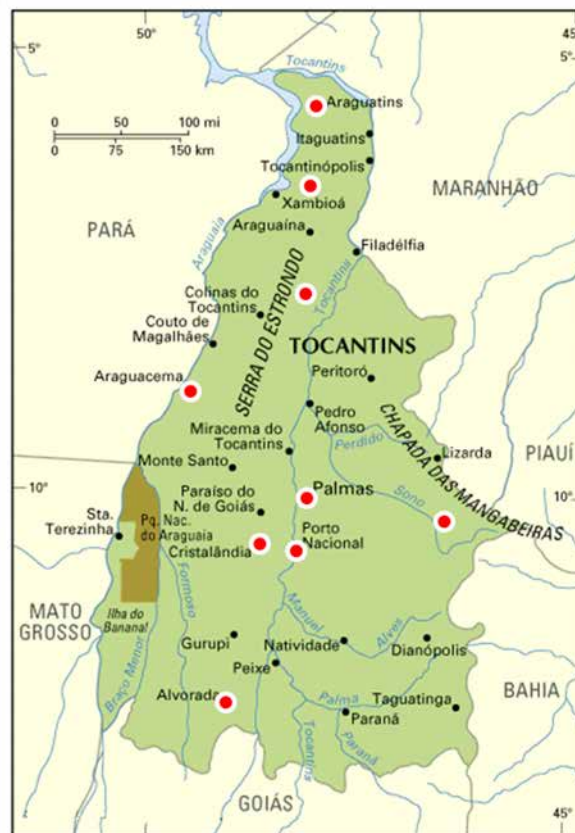 50°
45°
5°
5°
Tocantins
Araguatins
0 50 100 mi
0 75 150 km
Itaguatins
Tocantinópolis
MARANHÃO
Xambioá
PARÁ
Araguaína
Araguaía
Filadélfia
Tocantins
Colinas do
Tocantins
SERRA DO ESTRONDO
Couto de
Magalhães
TOCANTINS
Araguacema
Peritoró
Pedro
Afonso
CHAPADA DAS MANGABEIRAS
Miracema do
Tocantins
Perdido
Lizarda
PIAUÍ
Monte Santo
10°
10°
Palmas
Sono
Paraíso do
N. de Goiás
Sta.
Terezinha
Pq. Nac.
do Araguaia
Cristalândia
Porto
Nacional
MATO
GROSSO
Ilha do
Bananal
Formoso
Manuel Alves
Gurupi
Natividade
Dianópolis
Braço Menor
Peixe
BAHIA
Alvorada
Palma
Taguatinga
Paranã
Tocantins
Paranã
GOIÁS
45°